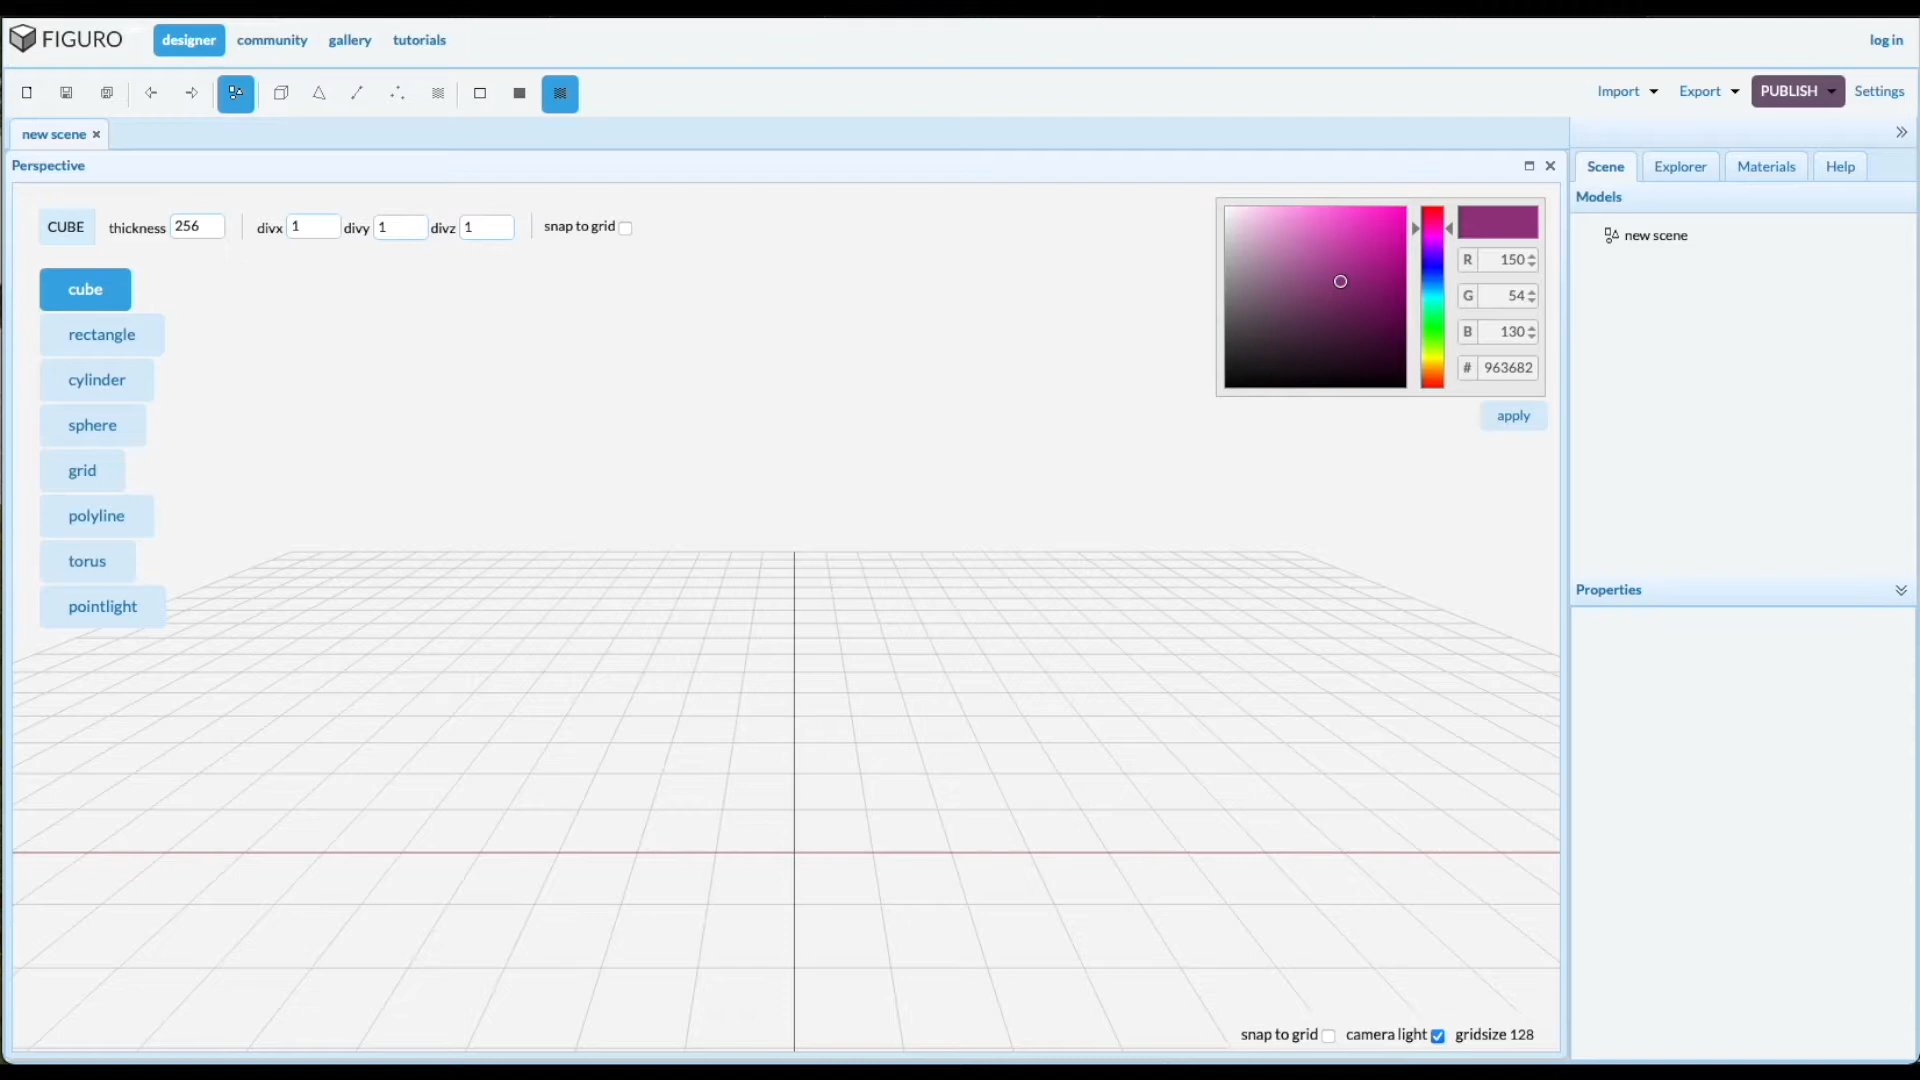 FIGURO designer community gallery tutorials log in
Import Export PUBLISH Settings
new scene ×
Perspective
CUBE thickness 256 divx 1 divy 1 divz 1 snap to grid
cube
rectangle
cylinder
sphere
grid
polyline
torus
pointlight
R 150
G 54
B 130
# 963682
apply
snap to grid camera light gridsize 128
Scene Explorer Materials Help
Models
new scene
Properties